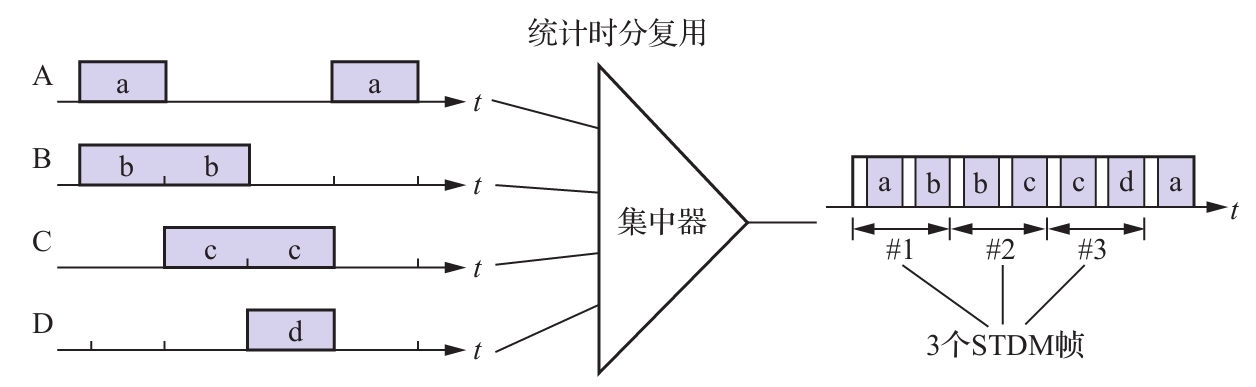 统计时分复用
A a a t
B b b t
C c c t
D d t
集中器
a b b c c d a t
#1 #2 #3
3个STDM帧